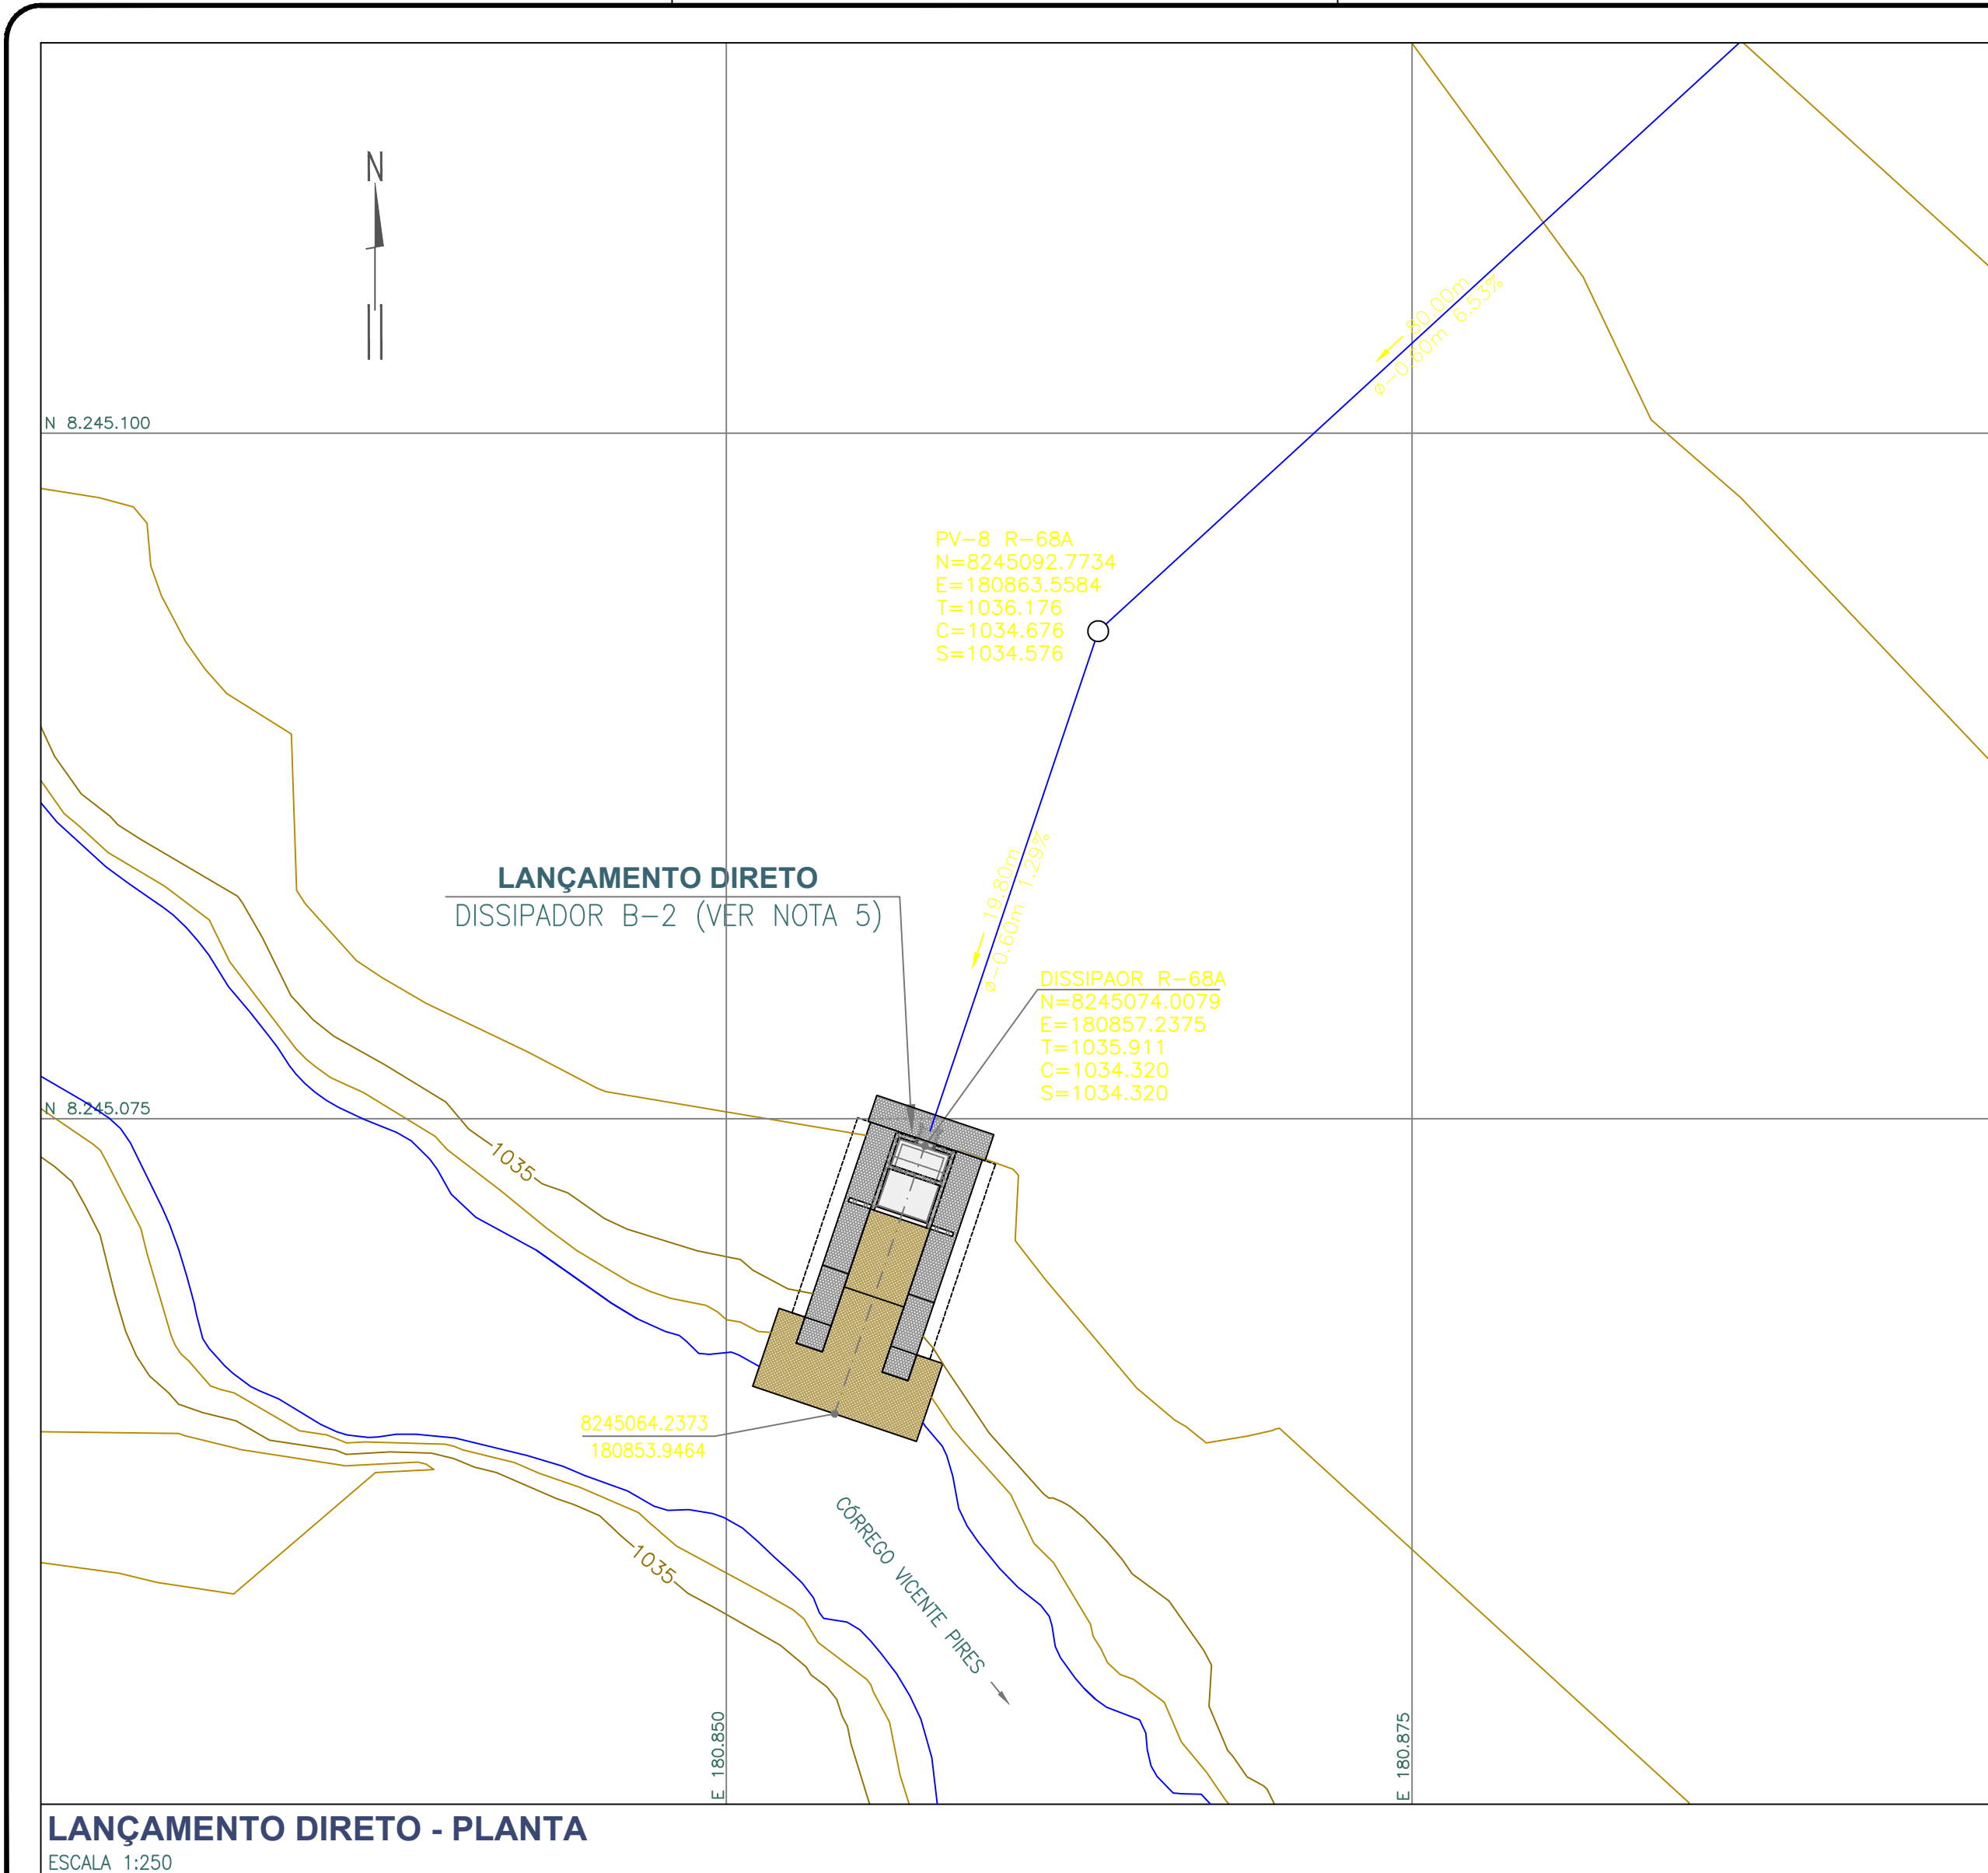 N
N 8.245.100
80.00m
ø-0.60m 6.53%
PV-8 R-68A
N=8245092.7734
E=180863.5584
T=1036.176
C=1034.676
S=1034.576
LANÇAMENTO DIRETO
DISSIPADOR B-2 (VER NOTA 5)
19.80m
ø-0.60m 1.29%
DISSIPAOR R-68A
N=8245074.0079
E=180857.2375
T=1035.911
C=1034.320
S=1034.320
N 8.245.075
1035
8245064.2373
180853.9464
CÓRREGO VICENTE PIRES
1035
E 180.850
E 180.875
LANÇAMENTO DIRETO - PLANTA
ESCALA 1:250